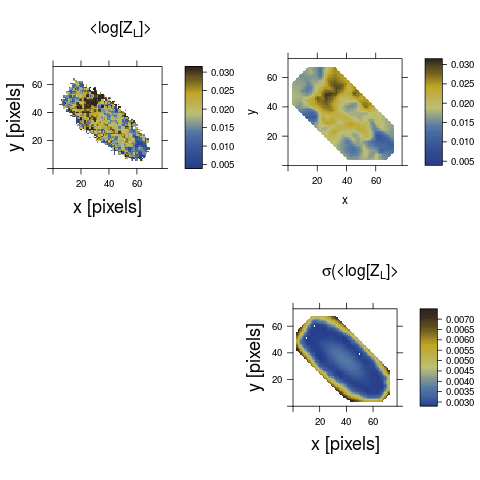 <log[Z_L]>
60
40
20
20 40 60
x [pixels]
y [pixels]
0.030
0.025
0.020
0.015
0.010
0.005
60
40
20
20 40 60
x
y
0.030
0.025
0.020
0.015
0.010
0.005
σ(<log[Z_L]>
60
40
20
20 40 60
x [pixels]
y [pixels]
0.0070
0.0065
0.0060
0.0055
0.0050
0.0045
0.0040
0.0035
0.0030